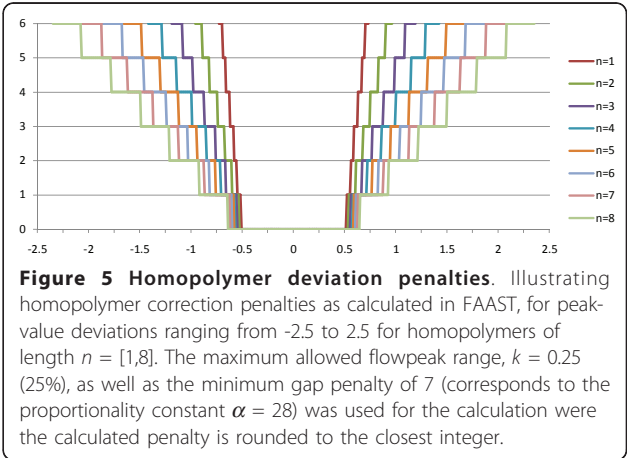 6
5
4
3
2
1
0
-2.5 -2 -1.5 -1 -0.5 0 0.5 1 1.5 2 2.5
n=1
n=2
n=3
n=4
n=5
n=6
n=7
n=8
Figure 5 Homopolymer deviation penalties. Illustrating
homopolymer correction penalties as calculated in FAAST, for peak-
value deviations ranging from -2.5 to 2.5 for homopolymers of
length n = [1,8]. The maximum allowed flowpeak range, k = 0.25
(25%), as well as the minimum gap penalty of 7 (corresponds to the
proportionality constant α = 28) was used for the calculation were
the calculated penalty is rounded to the closest integer.